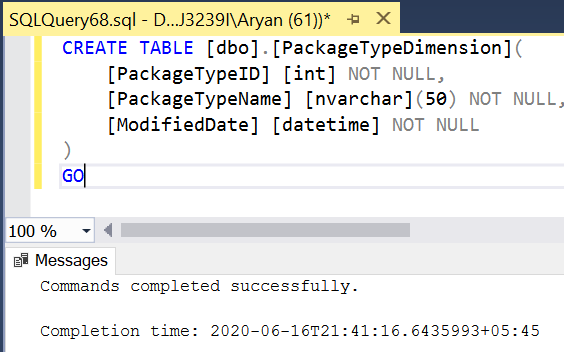 SQLQuery68.sql - D...J3239I\Aryan (61))*
CREATE TABLE [dbo].[PackageTypeDimension](
[PackageTypeID] [int] NOT NULL,
[PackageTypeName] [nvarchar](50) NOT NULL,
[ModifiedDate] [datetime] NOT NULL
)
GO
100 %
Messages
Commands completed successfully.
Completion time: 2020-06-16T21:41:16.6435993+05:45